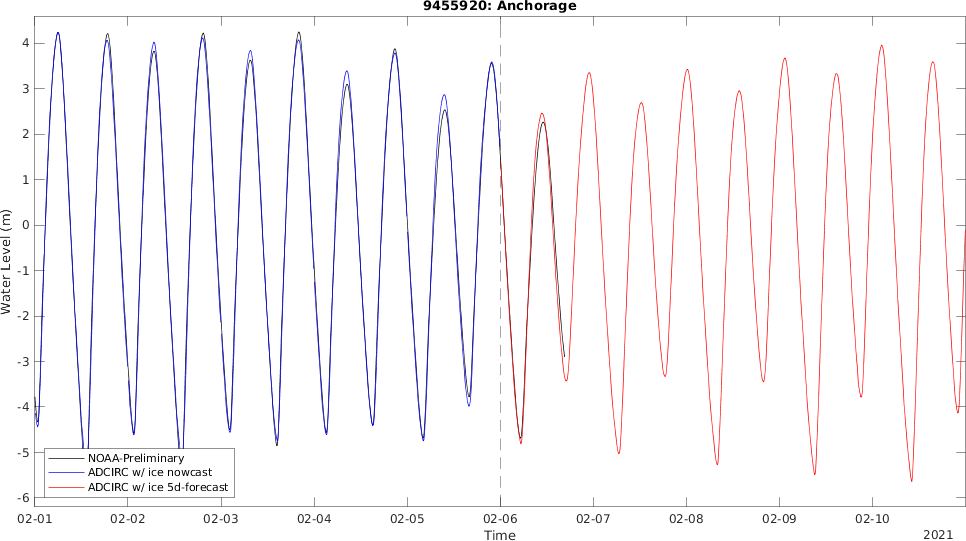 9455920: Anchorage
Water Level (m)
4
3
2
1
0
-1
-2
-3
-4
-5
-6
NOAA-Preliminary
ADCIRC w/ ice nowcast
ADCIRC w/ ice 5d-forecast
02-01 02-02 02-03 02-04 02-05 02-06 02-07 02-08 02-09 02-10
Time
2021